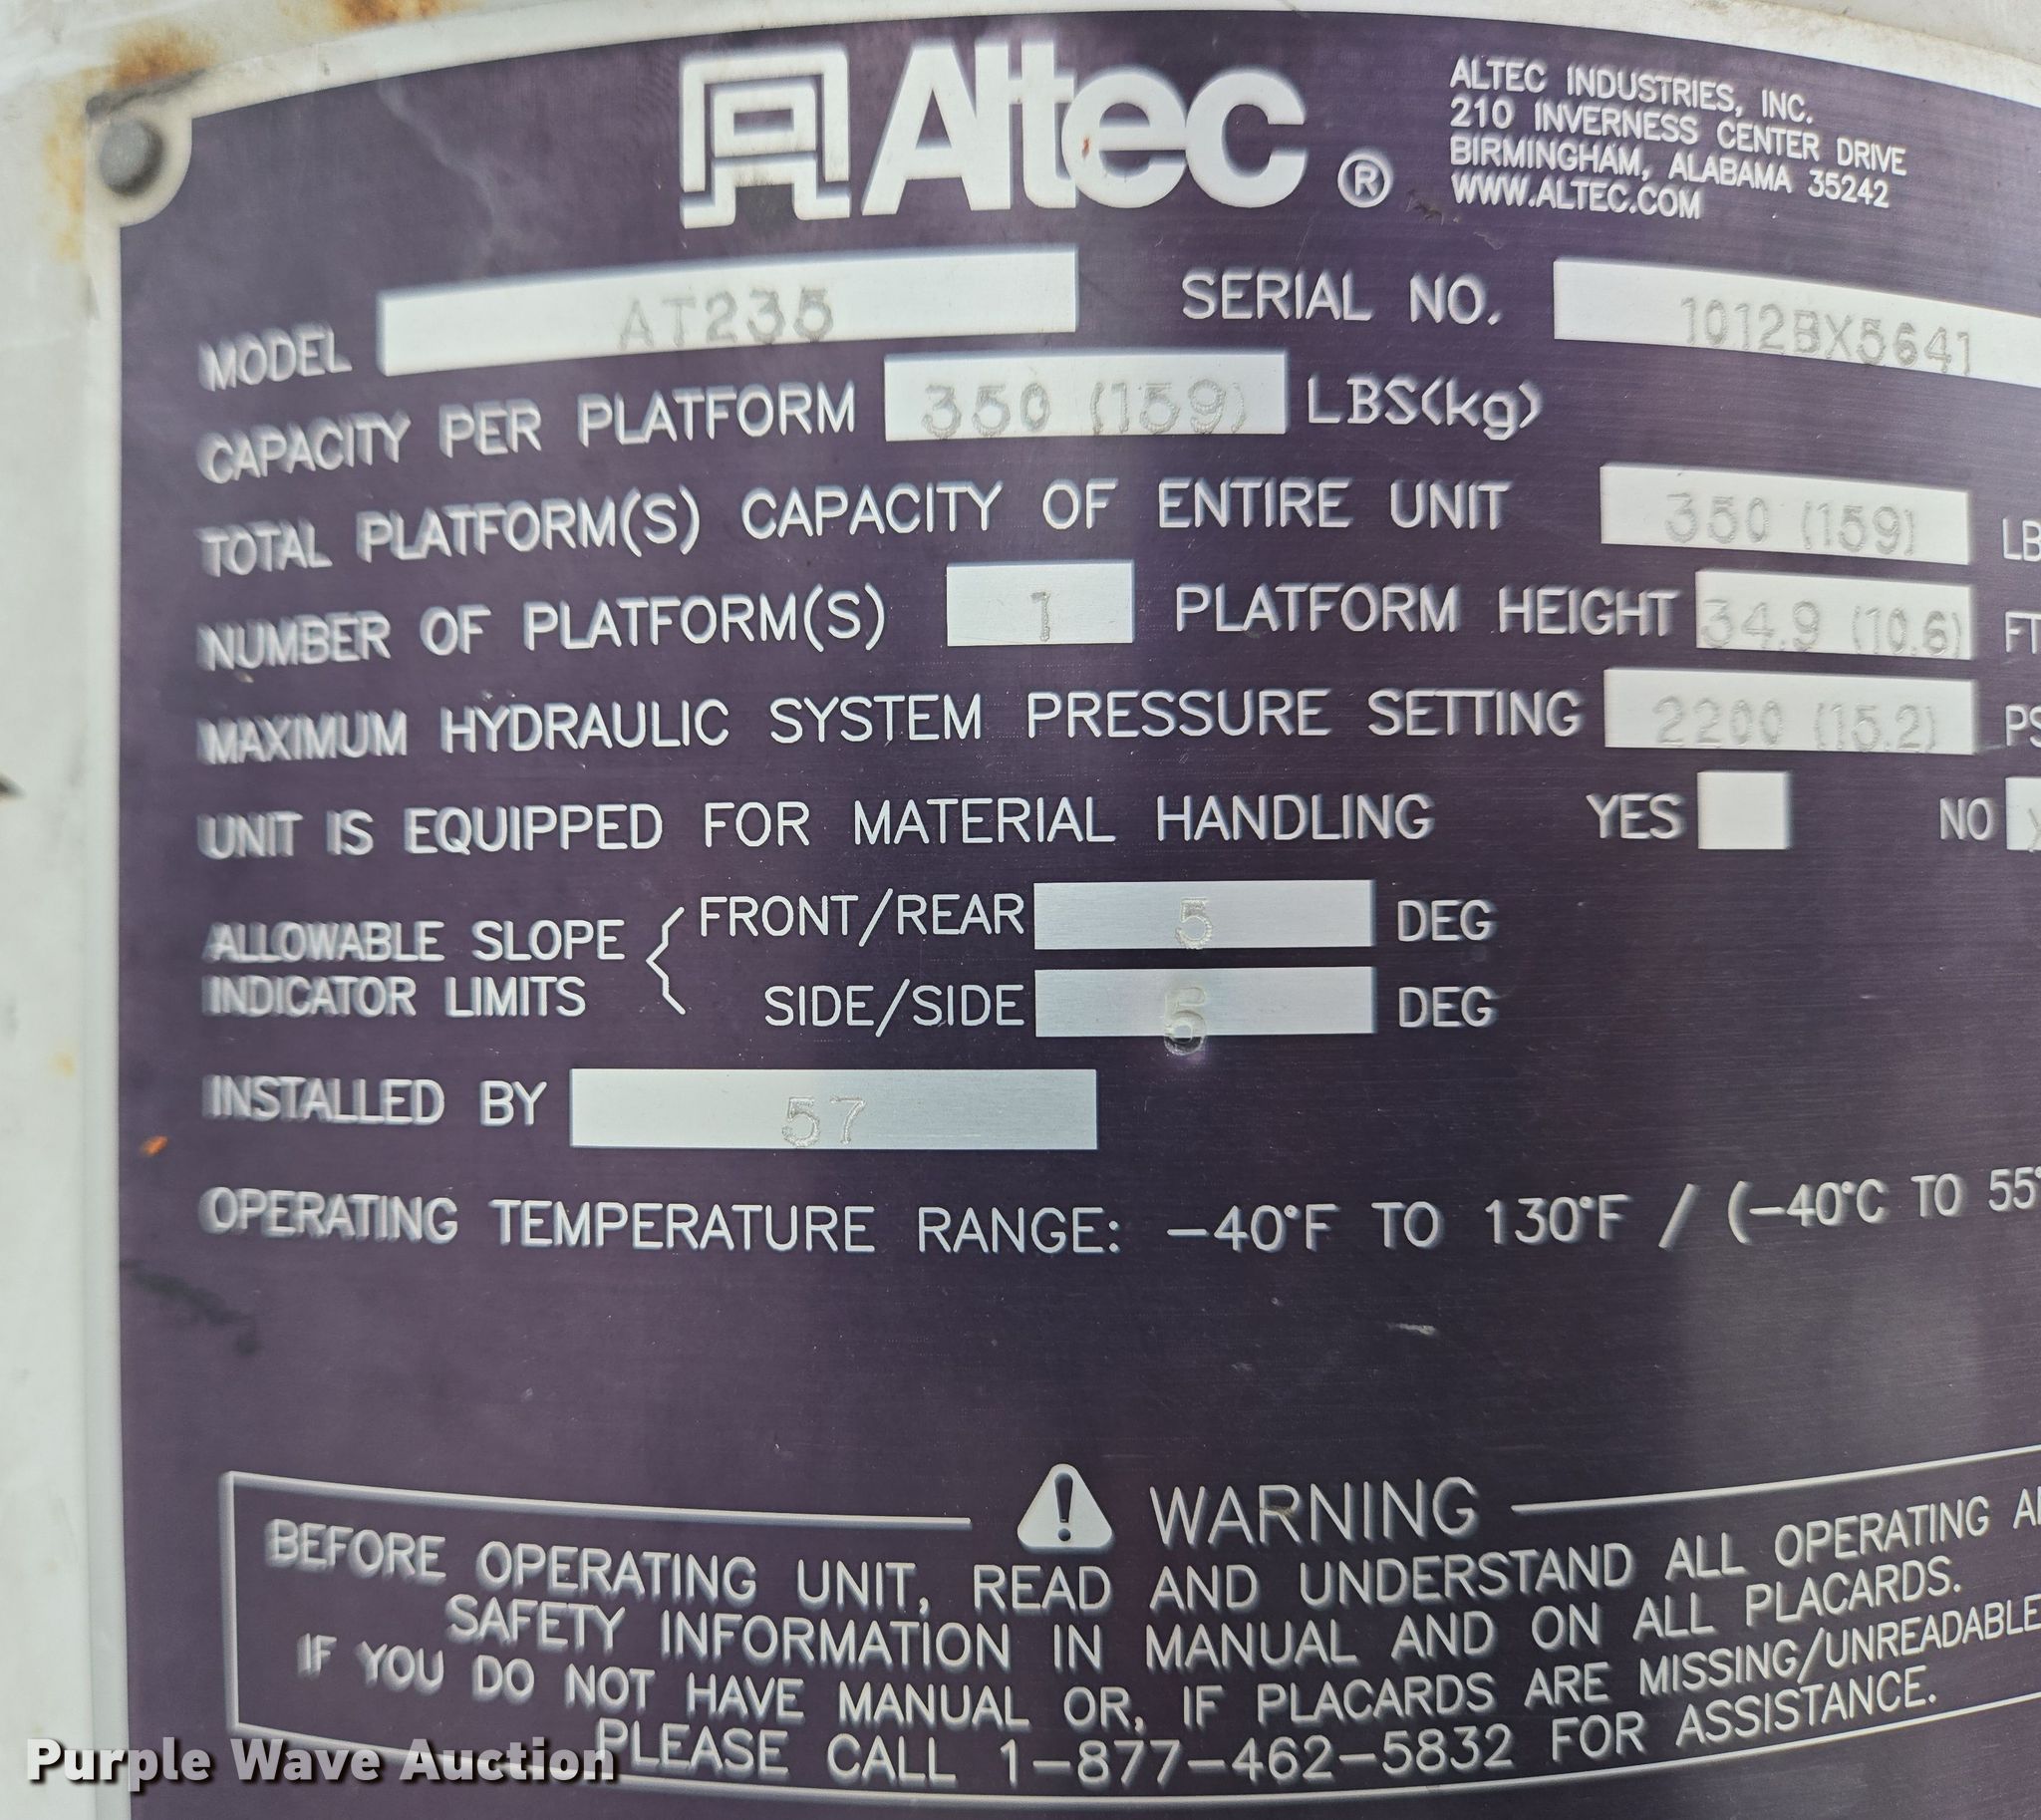 Altec®
ALTEC INDUSTRIES, INC.
210 INVERNESS CENTER DRIVE
BIRMINGHAM, ALABAMA 35242
WWW.ALTEC.COM
MODEL AT235 SERIAL NO. 1012BX5641
CAPACITY PER PLATFORM 350 (159) LBS(kg)
TOTAL PLATFORM(S) CAPACITY OF ENTIRE UNIT 350 (159) LB
NUMBER OF PLATFORM(S) 1 PLATFORM HEIGHT 34.9 (10.6) FT
MAXIMUM HYDRAULIC SYSTEM PRESSURE SETTING 2200 (15.2) PS
UNIT IS EQUIPPED FOR MATERIAL HANDLING YES NO
ALLOWABLE SLOPE
INDICATOR LIMITS
FRONT/REAR 5 DEG
SIDE/SIDE 5 DEG
INSTALLED BY 57
OPERATING TEMPERATURE RANGE: -40°F TO 130°F / (-40°C TO 55°
WARNING
BEFORE OPERATING UNIT, READ AND UNDERSTAND ALL OPERATING
SAFETY INFORMATION IN MANUAL AND ON ALL PLACARDS.
IF YOU DO NOT HAVE MANUAL OR, IF PLACARDS ARE MISSING/UNREADABLE
PLEASE CALL 1-877-462-5832 FOR ASSISTANCE.
Purple Wave Auction